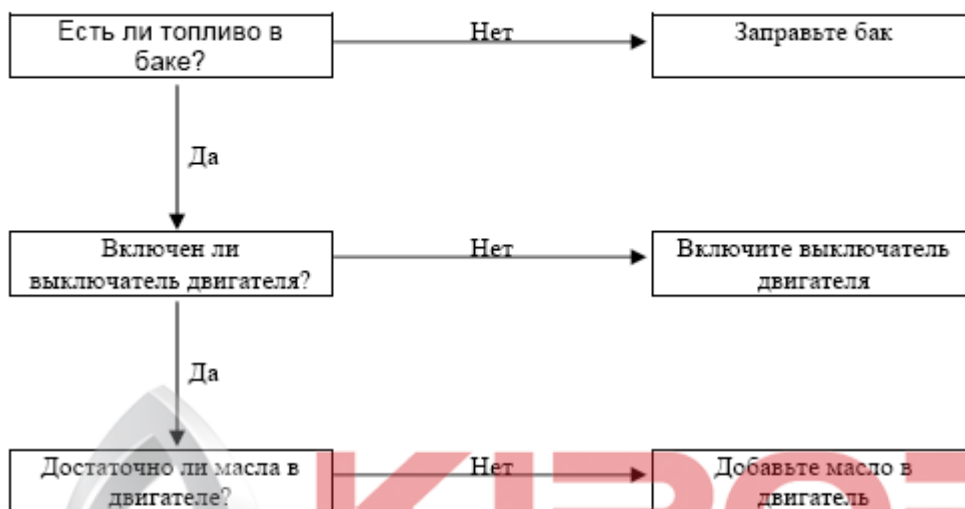 Есть ли топливо в
баке?
Нет
Заправьте бак
Да
Включен ли
выключатель двигателя?
Нет
Включите выключатель
двигателя
Да
Достаточно ли масла в
двигателе?
Нет
Добавьте масло в
двигатель